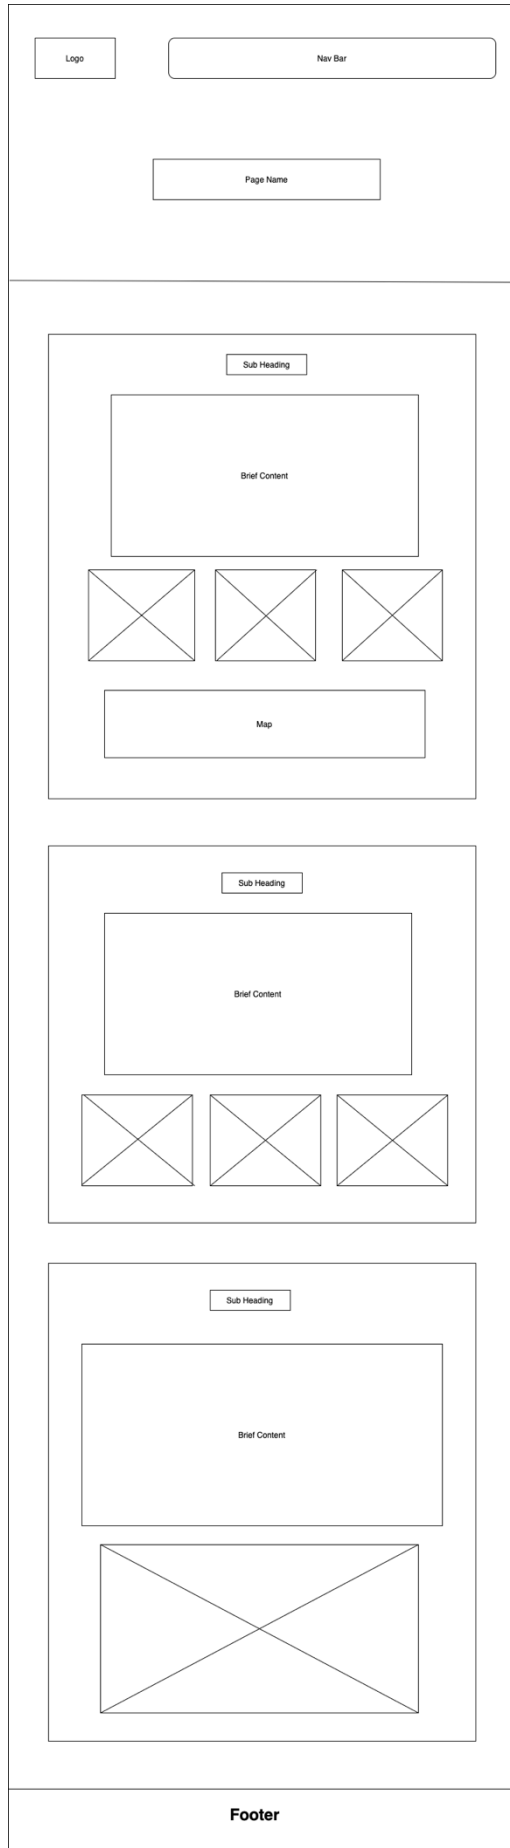 Logo
Nav Bar
Page Name
Sub Heading
Brief Content
Map
Sub Heading
Brief Content
Sub Heading
Brief Content
Footer